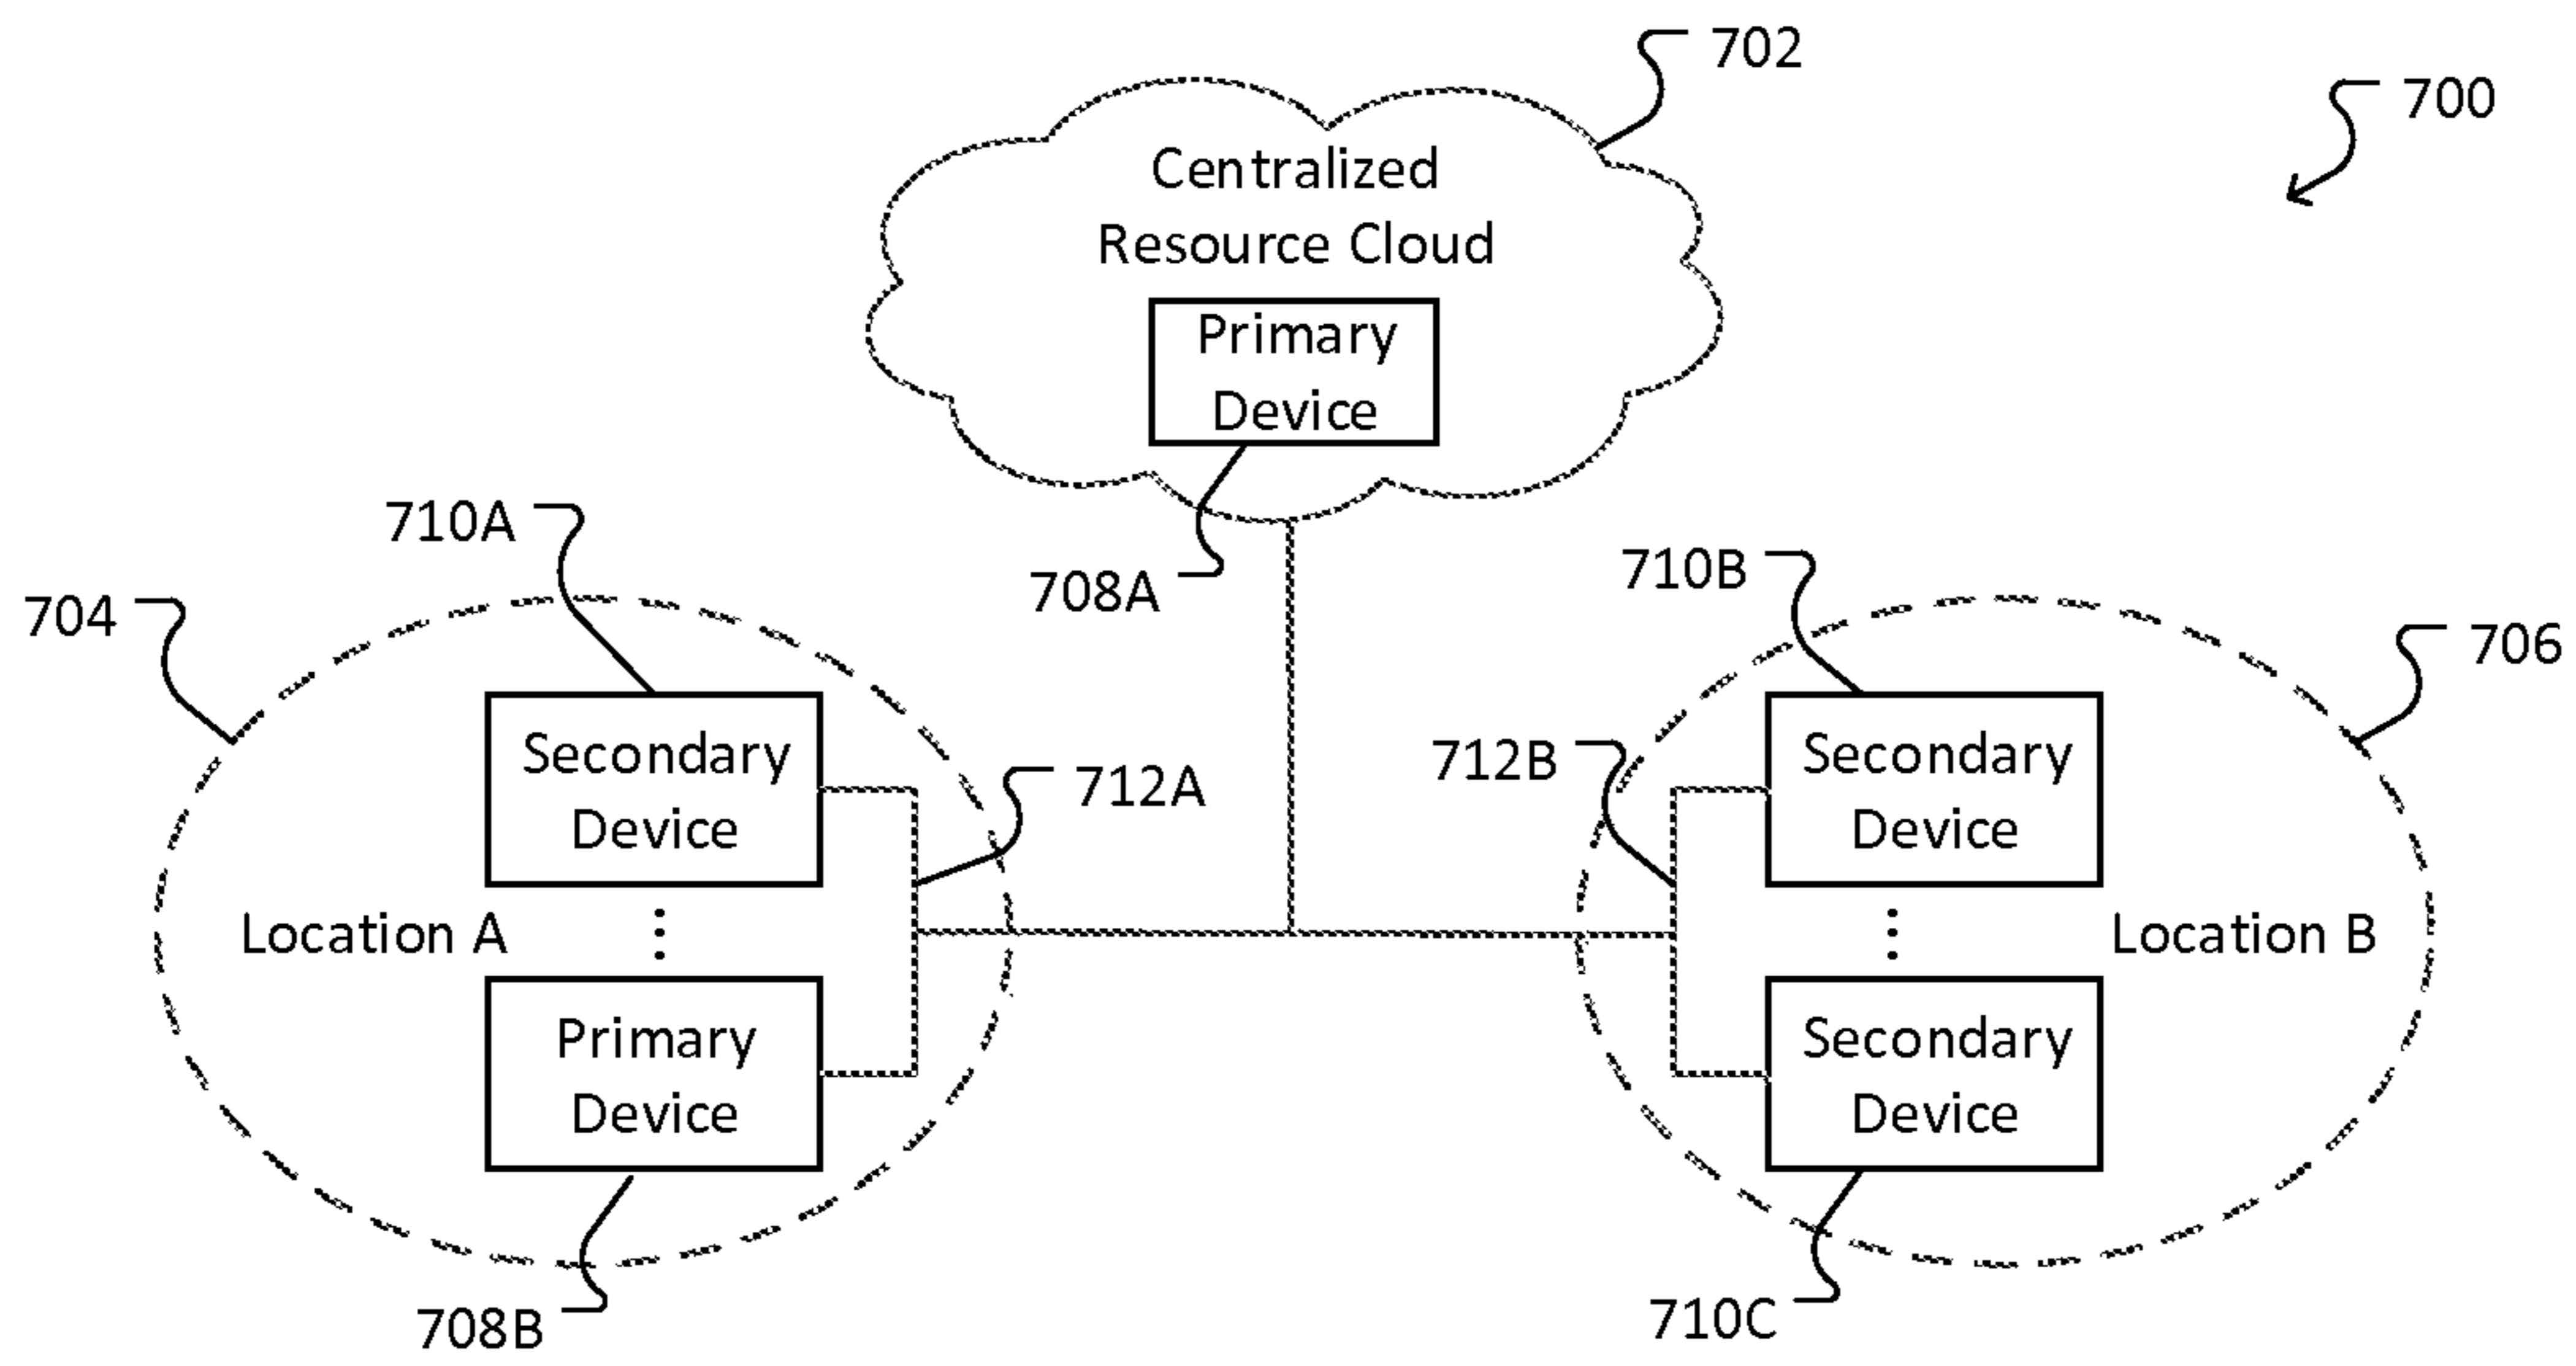 702
700
Centralized
Resource Cloud
Primary
Device
710A
708A
710B
704
706
Secondary
Device
712A
712B
Secondary
Device
Location A
Location B
Primary
Device
Secondary
Device
708B
710C